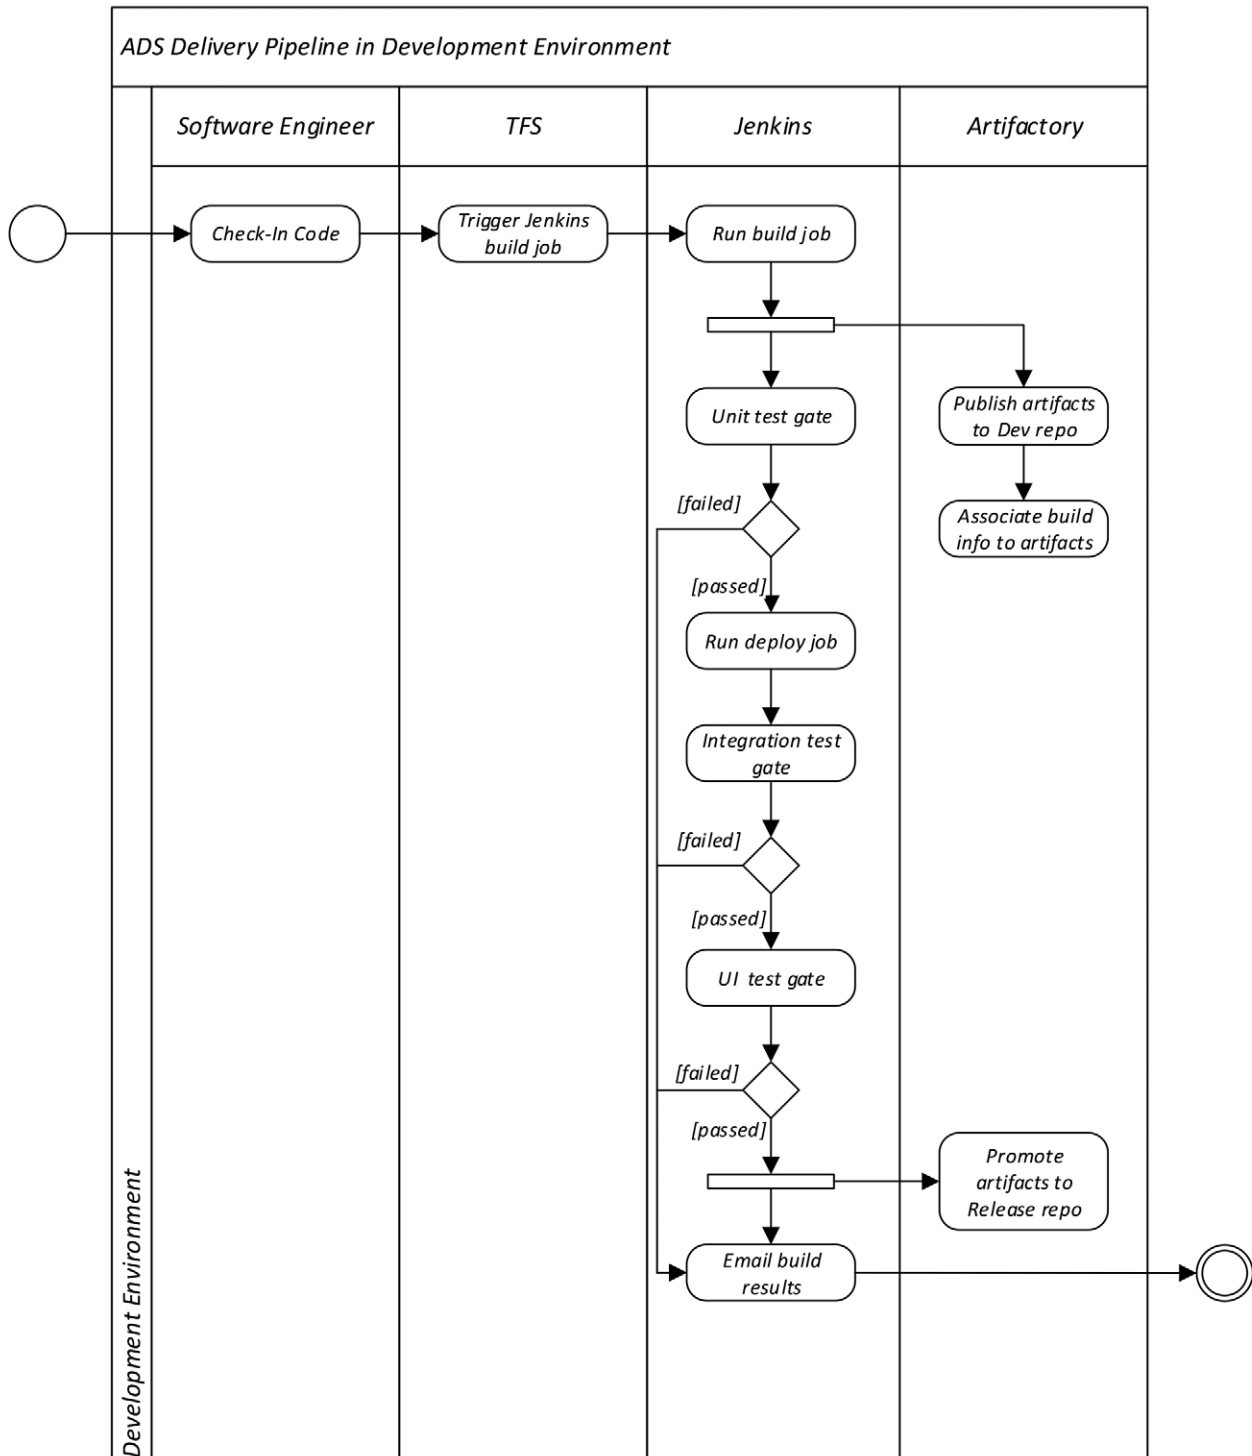 ADS Delivery Pipeline in Development Environment
Software Engineer
TFS
Jenkins
Artifactory
Check-In Code
Trigger Jenkins
build job
Run build job
Unit test gate
Publish artifacts
to Dev repo
[failed]
Associate build
info to artifacts
[passed]
Run deploy job
Integration test
gate
[failed]
[passed]
UI test gate
[failed]
[passed]
Promote
artifacts to
Release repo
Email build
results
Development Environment